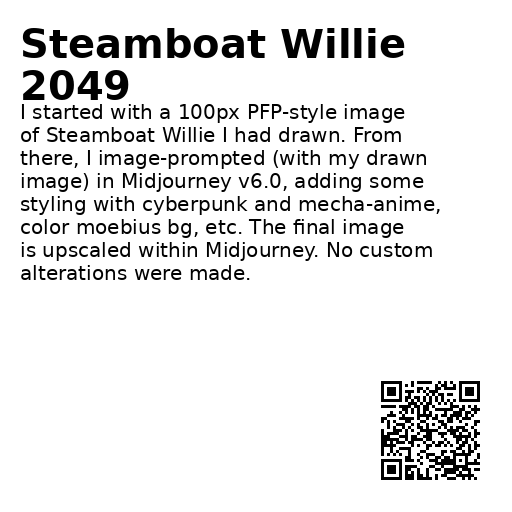 Steamboat Willie
2049
I started with a 100px PFP-style image
of Steamboat Willie I had drawn. From
there, I image-prompted (with my drawn
image) in Midjourney v6.0, adding some
styling with cyberpunk and mecha-anime,
color moebius bg, etc. The final image
is upscaled within Midjourney. No custom
alterations were made.